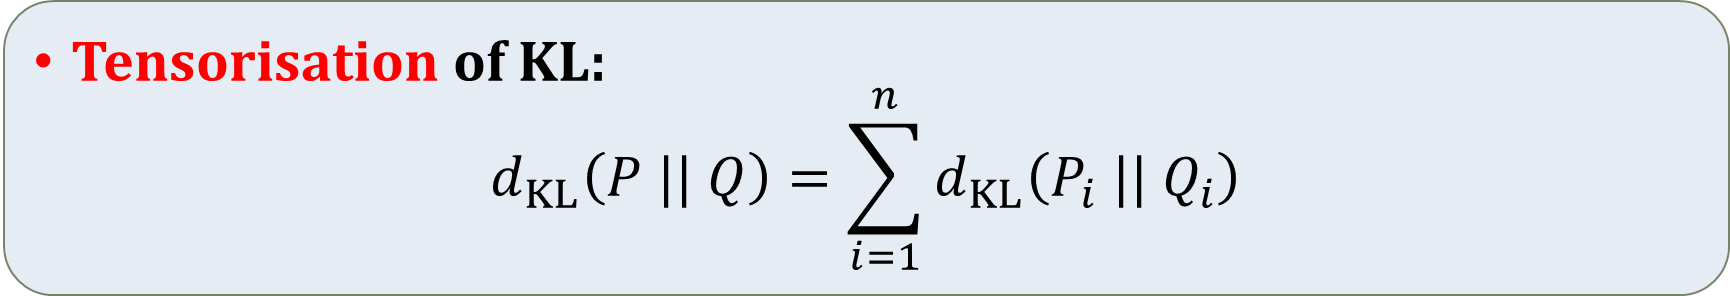 • Tensorisation of KL:
d_KL(P || Q) = ∑_{i=1}^{n} d_KL(P_i || Q_i)